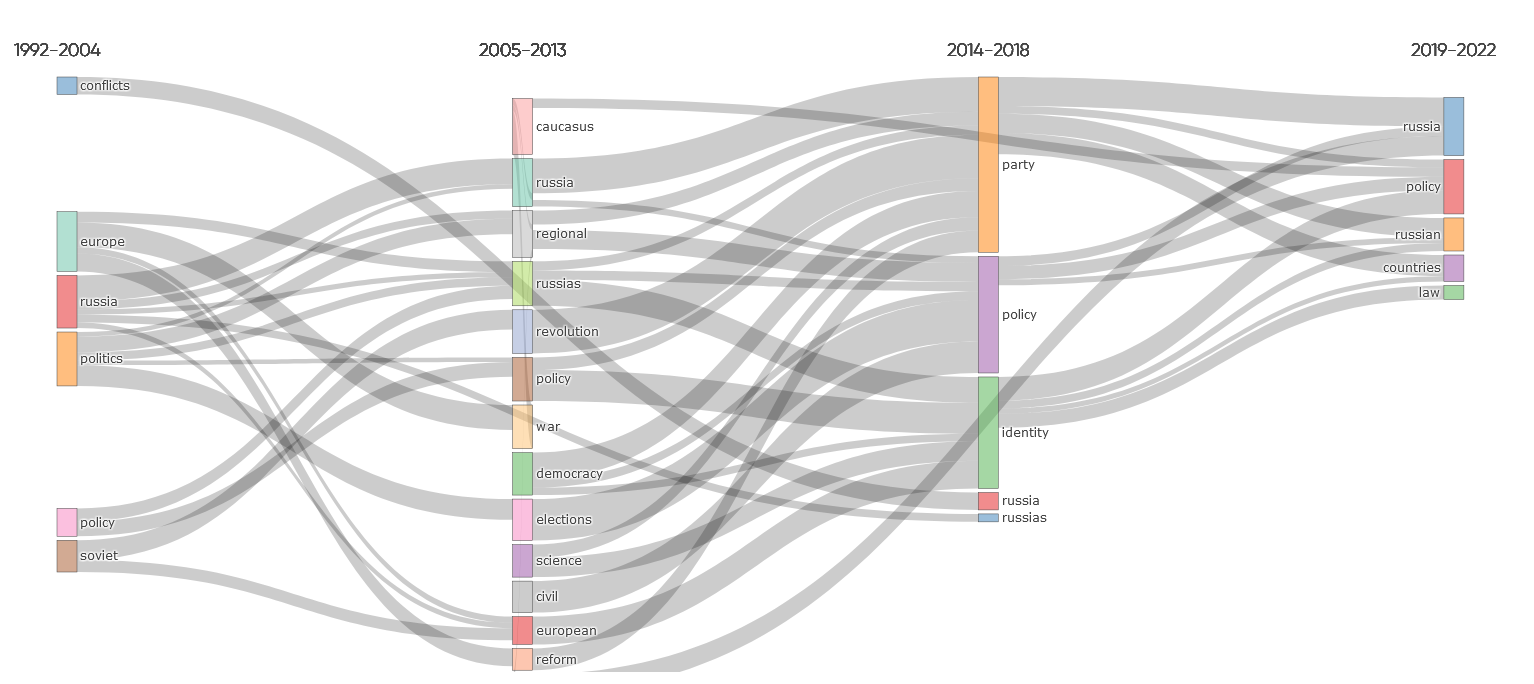 1992–2004
2005–2013
2014–2018
2019–2022
conflicts
europe
russia
politics
policy
soviet
caucasus
russia
regional
russias
revolution
policy
war
democracy
elections
science
civil
european
reform
party
policy
identity
russia
russias
russia
policy
russian
countries
law